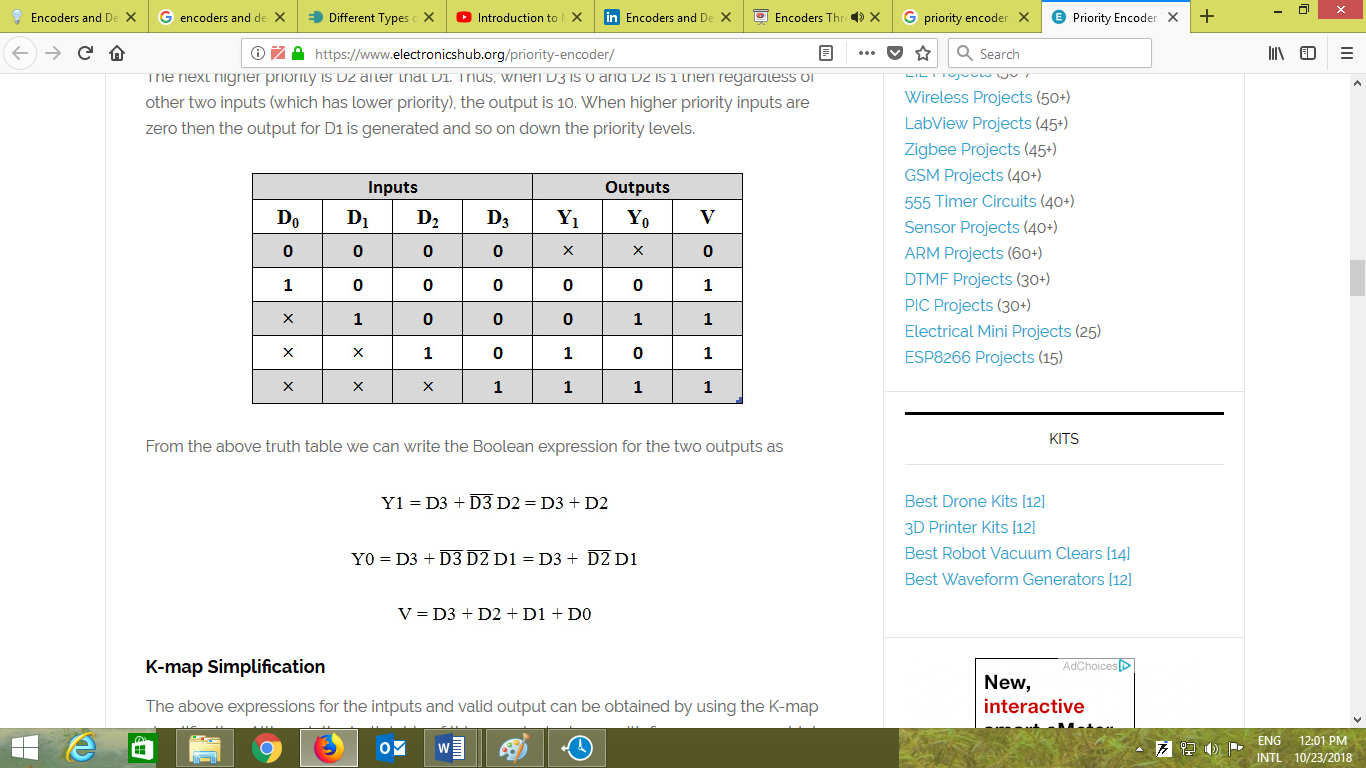 Encoders and De
encoders and de
Different Types o
Introduction to
Encoders and De
Encoders Thr
priority encoder
Priority Encoder
https://www.electronicshub.org/priority-encoder/
Search
The next higher priority is D2 after that D1. Thus, when D3 is 0 and D2 is 1 then regardless of
other two inputs (which has lower priority), the output is 10. When higher priority inputs are
zero then the output for D1 is generated and so on down the priority levels.
Inputs Outputs
D0 D1 D2 D3 Y1 Y0 V
0 0 0 0 × × 0
1 0 0 0 0 0 1
× 1 0 0 0 1 1
× × 1 0 1 0 1
× × × 1 1 1 1
From the above truth table we can write the Boolean expression for the two outputs as
Y1 = D3 + D̅3̅ D2 = D3 + D2
Y0 = D3 + D̅3̅ D̅2̅ D1 = D3 + D̅2̅ D1
V = D3 + D2 + D1 + D0
K-map Simplification
The above expressions for the intputs and valid output can be obtained by using the K-map
Wireless Projects (50+)
LabView Projects (45+)
Zigbee Projects (45+)
GSM Projects (40+)
555 Timer Circuits (40+)
Sensor Projects (40+)
ARM Projects (60+)
DTMF Projects (30+)
PIC Projects (30+)
Electrical Mini Projects (25)
ESP8266 Projects (15)
KITS
Best Drone Kits [12]
3D Printer Kits [12]
Best Robot Vacuum Clears [14]
Best Waveform Generators [12]
AdChoices
New,
interactive
ENG 12:01 PM
INTL 10/23/2018